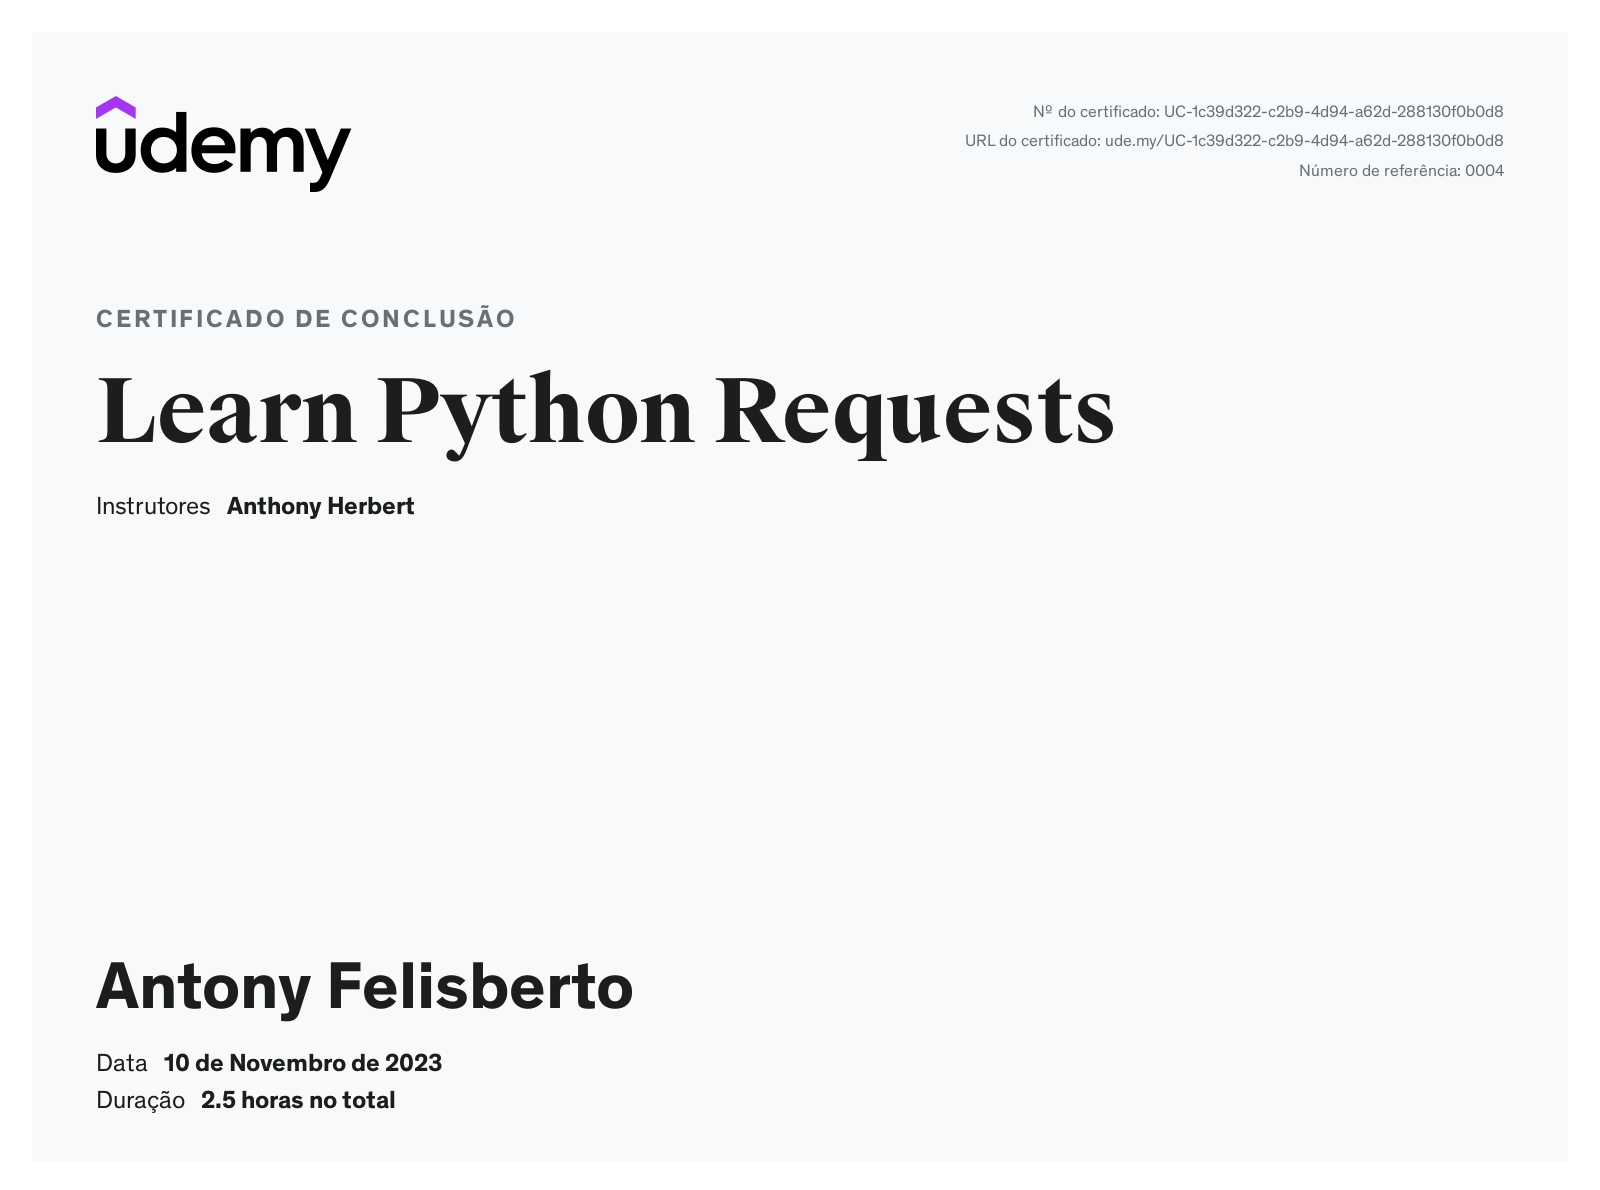 udemy
Nº do certificado: UC-1c39d322-c2b9-4d94-a62d-288130f0b0d8
URL do certificado: ude.my/UC-1c39d322-c2b9-4d94-a62d-288130f0b0d8
Número de referência: 0004
CERTIFICADO DE CONCLUSÃO
Learn Python Requests
Instrutores Anthony Herbert
Antony Felisberto
Data 10 de Novembro de 2023
Duração 2.5 horas no total